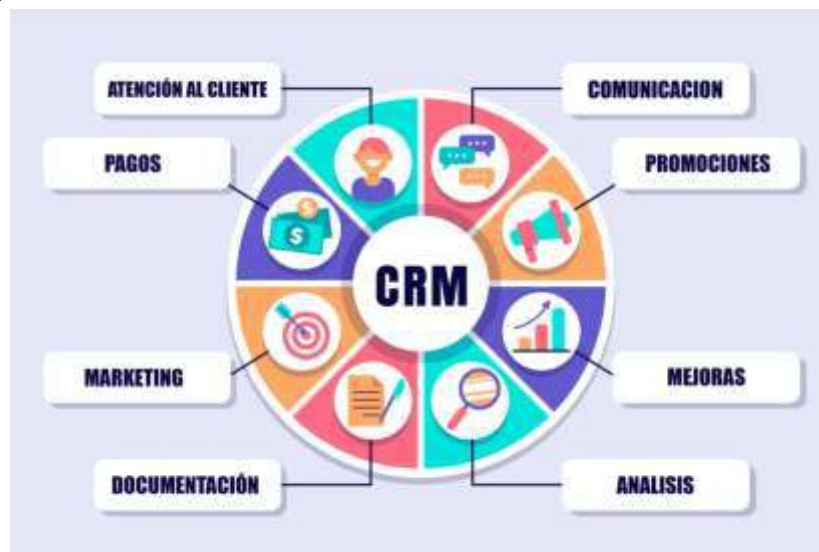 ATENCIÓN AL CLIENTE
COMUNICACION
PAGOS
PROMOCIONES
CRM
MARKETING
MEJORAS
DOCUMENTACIÓN
ANALISIS